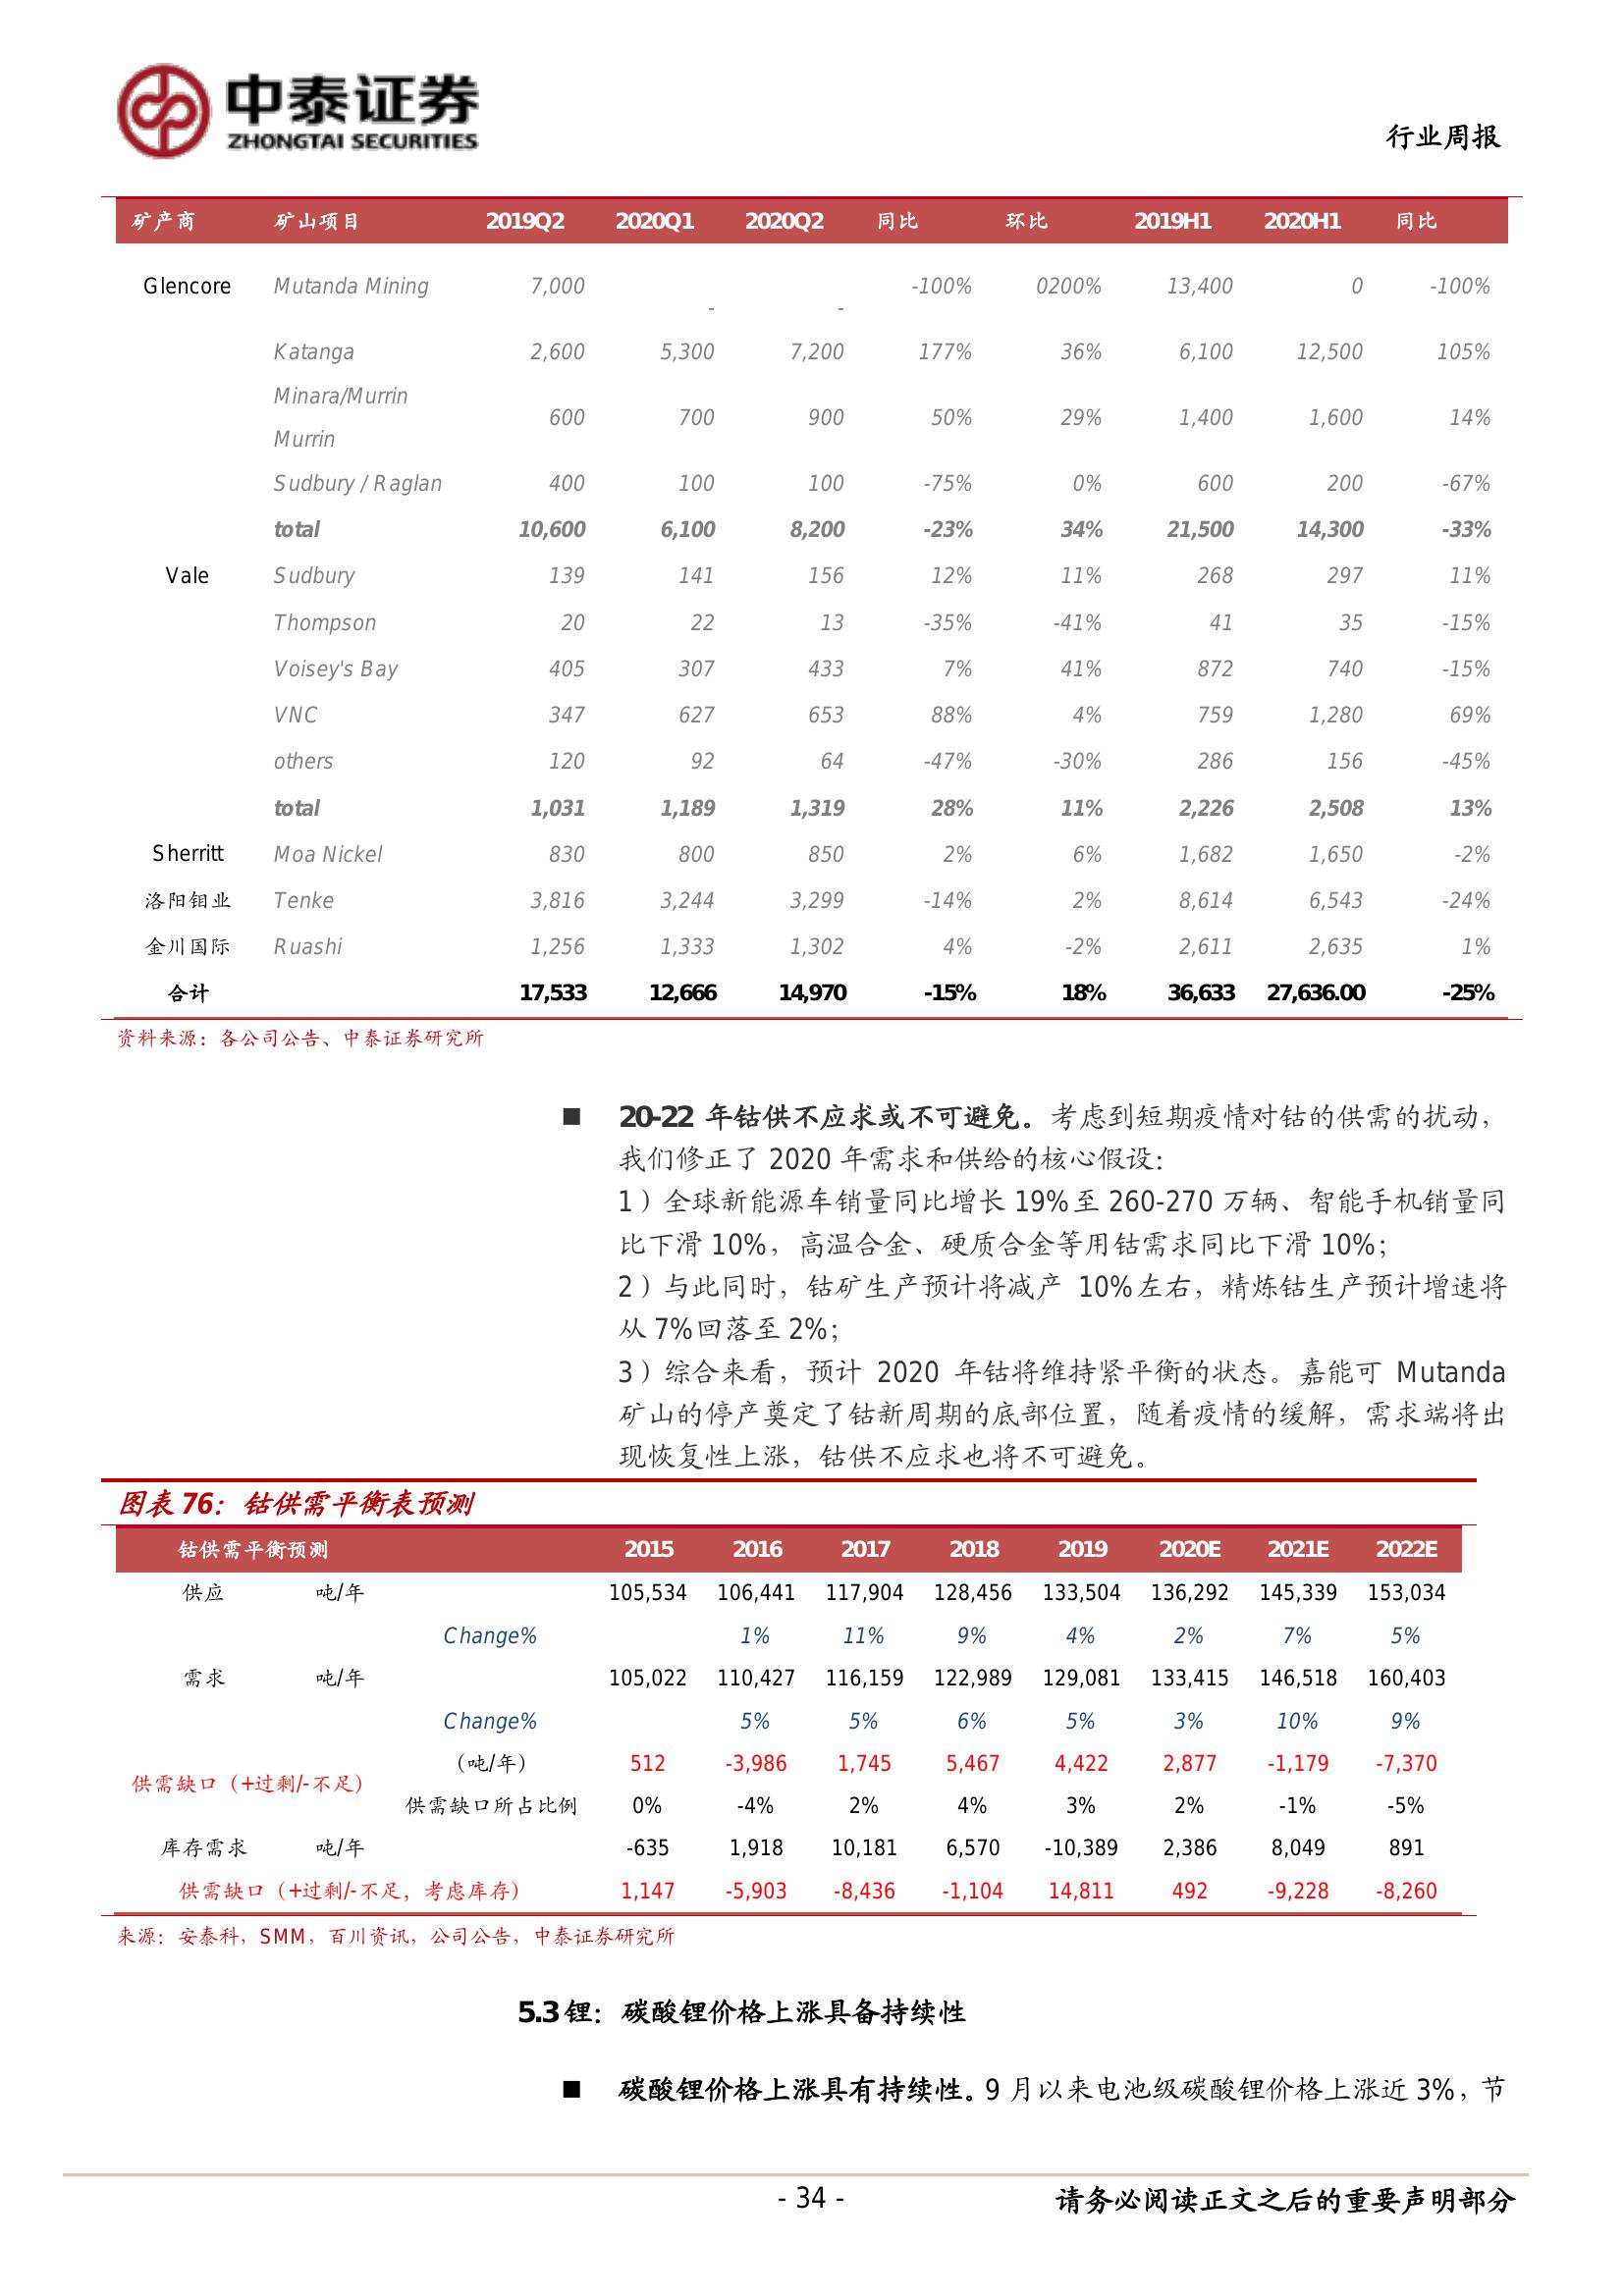 中泰证券
ZHONGTAI SECURITIES
行业周报
矿产商 矿山项目 2019Q2 2020Q1 2020Q2 同比 环比 2019H1 2020H1 同比
Glencore Mutanda Mining 7,000 - - -100% 0200% 13,400 0 -100%
Katanga 2,600 5,300 7,200 177% 36% 6,100 12,500 105%
Minara/Murrin
Murrin 600 700 900 50% 29% 1,400 1,600 14%
Sudbury / Raglan 400 100 100 -75% 0% 600 200 -67%
total 10,600 6,100 8,200 -23% 34% 21,500 14,300 -33%
Vale Sudbury 139 141 156 12% 11% 268 297 11%
Thompson 20 22 13 -35% -41% 41 35 -15%
Voisey's Bay 405 307 433 7% 41% 872 740 -15%
VNC 347 627 653 88% 4% 759 1,280 69%
others 120 92 64 -47% -30% 286 156 -45%
total 1,031 1,189 1,319 28% 11% 2,226 2,508 13%
Sherritt Moa Nickel 830 800 850 2% 6% 1,682 1,650 -2%
洛阳钼业 Tenke 3,816 3,244 3,299 -14% 2% 8,614 6,543 -24%
金川国际 Ruashi 1,256 1,333 1,302 4% -2% 2,611 2,635 1%
合计 17,533 12,666 14,970 -15% 18% 36,633 27,636.00 -25%
资料来源：各公司公告、中泰证券研究所
■ 20-22 年钴供不应求或不可避免。考虑到短期疫情对钴的供需的扰动，
我们修正了 2020 年需求和供给的核心假设：
1）全球新能源车销量同比增长 19%至 260-270 万辆、智能手机销量同
比下滑 10%，高温合金、硬质合金等用钴需求同比下滑 10%；
2）与此同时，钴矿生产预计将减产 10%左右，精炼钴生产预计增速将
从 7%回落至 2%；
3）综合来看，预计 2020 年钴将维持紧平衡的状态。嘉能可 Mutanda
矿山的停产奠定了钴新周期的底部位置，随着疫情的缓解，需求端将出
现恢复性上涨，钴供不应求也将不可避免。
图表 76：钴供需平衡表预测
钴供需平衡预测 2015 2016 2017 2018 2019 2020E 2021E 2022E
供应 吨/年 105,534 106,441 117,904 128,456 133,504 136,292 145,339 153,034
Change% 1% 11% 9% 4% 2% 7% 5%
需求 吨/年 105,022 110,427 116,159 122,989 129,081 133,415 146,518 160,403
Change% 5% 5% 6% 5% 3% 10% 9%
供需缺口（+过剩/-不足） （吨/年） 512 -3,986 1,745 5,467 4,422 2,877 -1,179 -7,370
供需缺口所占比例 0% -4% 2% 4% 3% 2% -1% -5%
库存需求 吨/年 -635 1,918 10,181 6,570 -10,389 2,386 8,049 891
供需缺口（+过剩/-不足，考虑库存） 1,147 -5,903 -8,436 -1,104 14,811 492 -9,228 -8,260
来源：安泰科，SMM，百川资讯，公司公告，中泰证券研究所
5.3 锂：碳酸锂价格上涨具备持续性
■ 碳酸锂价格上涨具有持续性。9 月以来电池级碳酸锂价格上涨近 3%，节
- 34 - 请务必阅读正文之后的重要声明部分